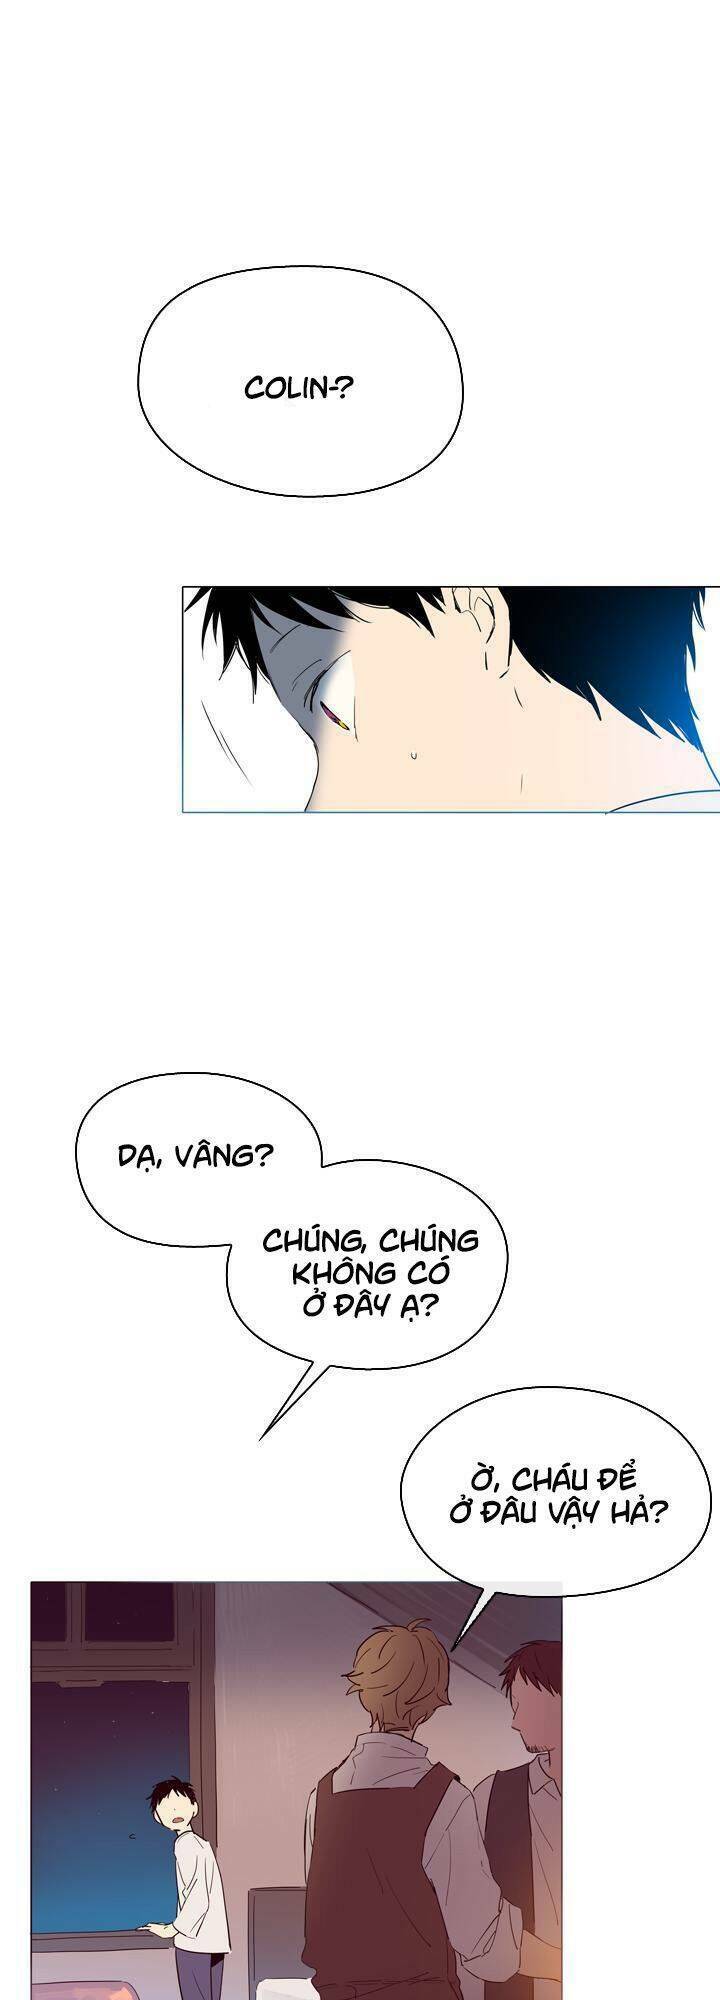 COLIN-?
DẠ, VÂNG?
CHÚNG, CHÚNG
KHÔNG CÓ
Ở ĐÂY Ạ?
Ờ, CHÁU ĐỂ
Ở ĐÂU VẬY HẢ?